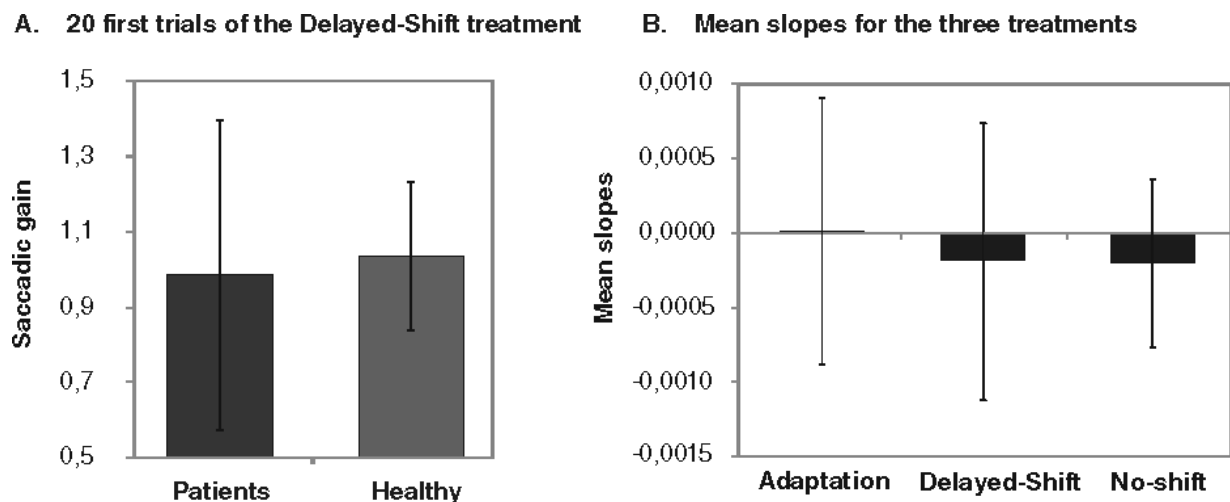 A. 20 first trials of the Delayed-Shift treatment
Saccadic gain
1,5
1,3
1,1
0,9
0,7
0,5
Patients Healthy
B. Mean slopes for the three treatments
Mean slopes
0,0010
0,0005
0,0000
-0,0005
-0,0010
-0,0015
Adaptation Delayed-Shift No-shift